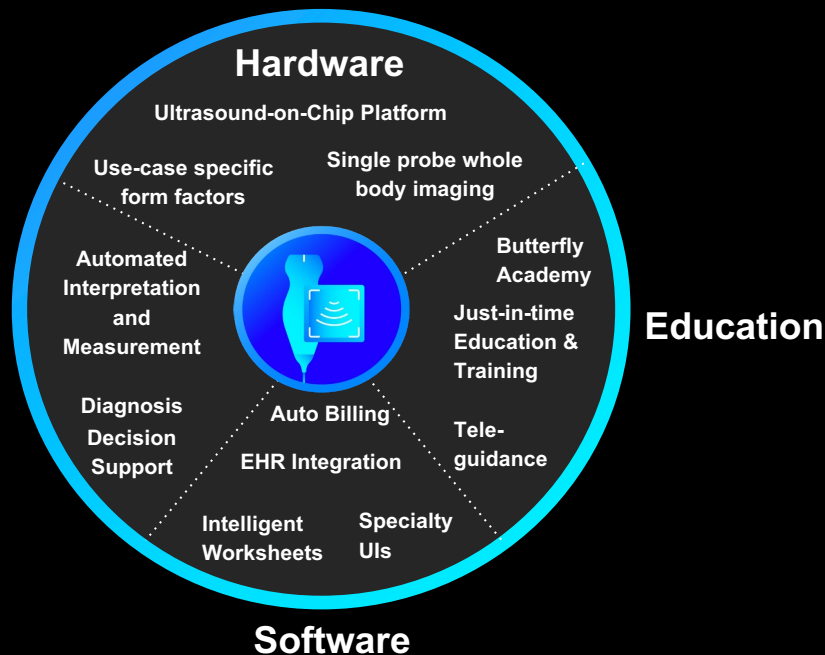 Hardware
Ultrasound-on-Chip Platform
Use-case specific
form factors
Single probe whole
body imaging
Automated
Interpretation
and
Measurement
Diagnosis
Decision
Support
Butterfly
Academy
Just-in-time
Education &
Training
Tele-
guidance
Education
Auto Billing
EHR Integration
Intelligent
Worksheets
Specialty
UIs
Software